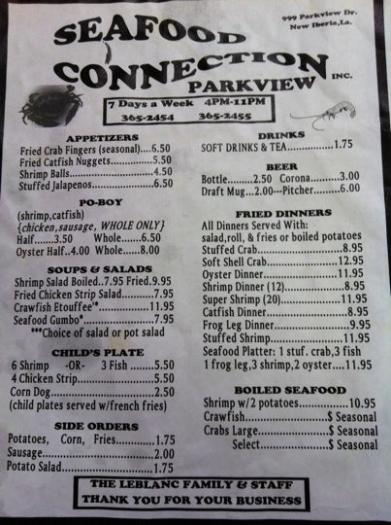 SEAFOOD
CONNECTION
PARKVIEW INC.
999 Parkview Dr.
New Iberia,La.
7 Days a Week 4PM-11PM
365-2454 365-2455
APPETIZERS
Fried Crab Fingers (seasonal)....6.50
Fried Catfish Nuggets..............5.50
Shrimp Balls..........................4.50
Stuffed Jalapenos....................6.50
PO-BOY
(shrimp,catfish)
{chicken,sausage, WHOLE ONLY}
Half......3.50 Whole........6.50
Oyster Half..4.00 Whole......8.00
SOUPS & SALADS
Shrimp Salad Boiled..7.95 Fried.9.95
Fried Chicken Strip Salad.........7.95
Crawfish Etouffee'*................11.95
Seafood Gumbo*...................7.95
***Choice of salad or pot salad
CHILD'S PLATE
6 Shrimp -OR- 3 Fish .......5.50
4 Chicken Strip......................5.50
Corn Dog..............................2.50
(child plates served w/french fries)
SIDE ORDERS
Potatoes, Corn, Fries............1.75
Sausage...............................2.00
Potato Salad.........................1.75
DRINKS
SOFT DRINKS & TEA............1.75
BEER
Bottle.......2.50 Corona.........3.00
Draft Mug...2.00---Pitcher.......6.00
FRIED DINNERS
All Dinners Served With:
salad,roll, & fries or boiled potatoes
Stuffed Crab........................8.95
Soft Shell Crab....................12.95
Oyster Dinner.....................11.95
Shrimp Dinner (12)................8.95
Super Shrimp (20)................11.95
Catfish Dinner......................8.95
Frog Leg Dinner....................9.95
Stuffed Shrimp....................11.95
Seafood Platter: 1 stuf. crab,3 fish
1 frog leg,3 shrimp,2 oyster....11.95
BOILED SEAFOOD
Shrimp w/2 potatoes............10.95
Crawfish.....................$ Seasonal
Crabs Large..................$ Seasonal
Select.....................$ Seasonal
THE LEBLANC FAMILY & STAFF
THANK YOU FOR YOUR BUSINESS